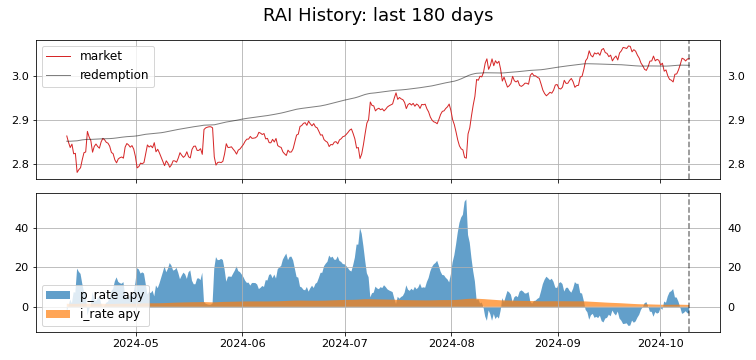 RAI History: last 180 days
market
redemption
3.0 3.0
2.9 2.9
2.8 2.8
40 40
20 20
0 0
p_rate apy
i_rate apy
2024-05 2024-06 2024-07 2024-08 2024-09 2024-10